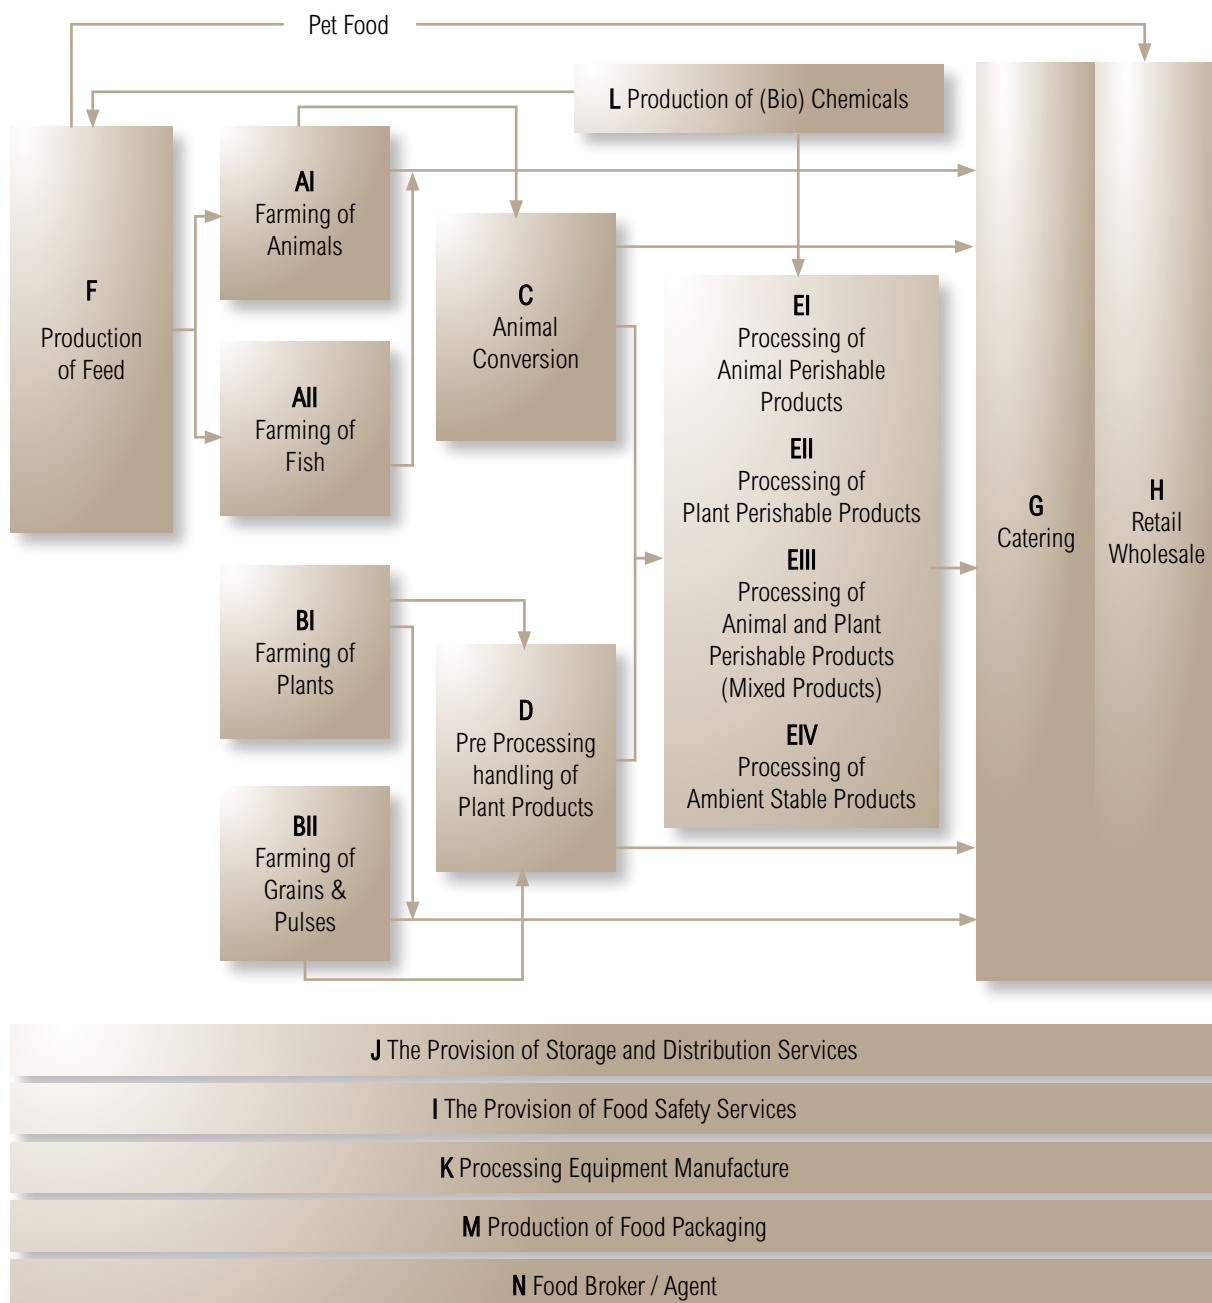 Pet Food
L Production of (Bio) Chemicals
F
Production
of Feed
AI
Farming of
Animals
AII
Farming of
Fish
C
Animal
Conversion
BI
Farming of
Plants
BII
Farming of
Grains &
Pulses
D
Pre Processing
handling of
Plant Products
EI
Processing of
Animal Perishable
Products
EII
Processing of
Plant Perishable Products
EIII
Processing of
Animal and Plant
Perishable Products
(Mixed Products)
EIV
Processing of
Ambient Stable Products
G
Catering
H
Retail
Wholesale
J The Provision of Storage and Distribution Services
I The Provision of Food Safety Services
K Processing Equipment Manufacture
M Production of Food Packaging
N Food Broker / Agent